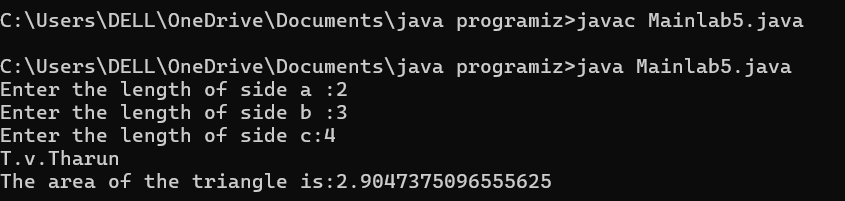 C:\Users\DELL\OneDrive\Documents\java programiz>javac Mainlab5.java
C:\Users\DELL\OneDrive\Documents\java programiz>java Mainlab5.java
Enter the length of side a :2
Enter the length of side b :3
Enter the length of side c:4
T.v.Tharun
The area of the triangle is:2.9047375096555625